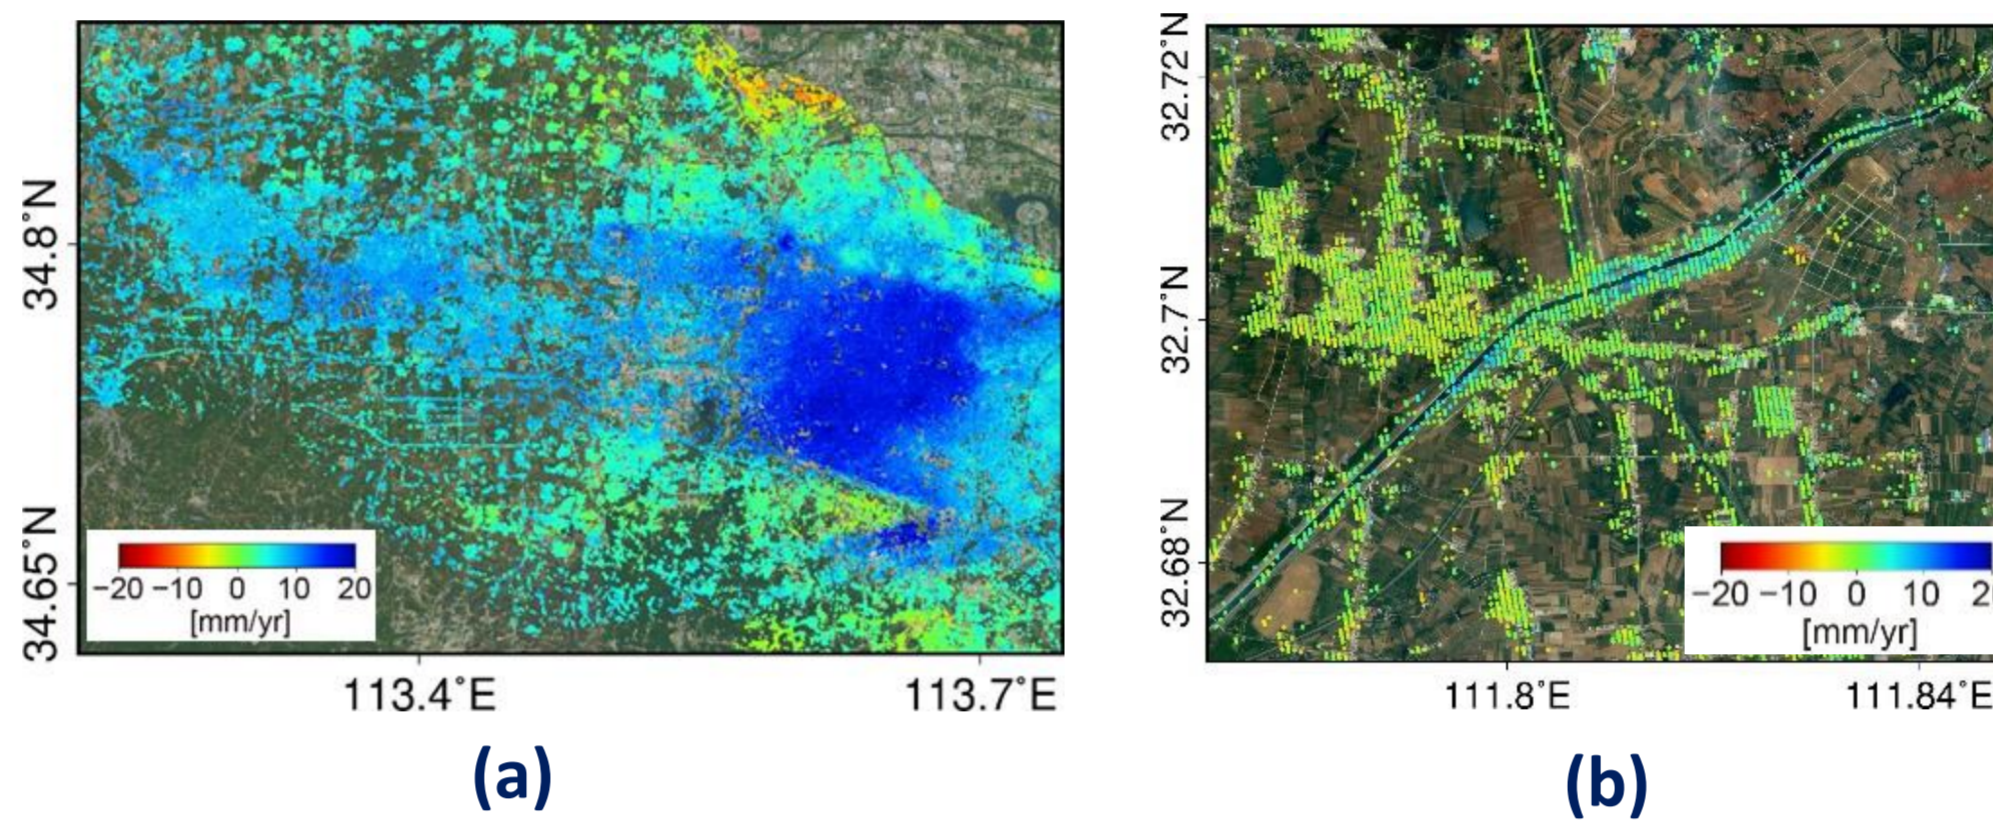 34.8°N
34.65°N
−20 −10 0 10 20
[mm/yr]
113.4°E 113.7°E
(a)
32.72°N
32.7°N
32.68°N
−20 −10 0 10 2
[mm/yr]
111.8°E 111.84°E
(b)